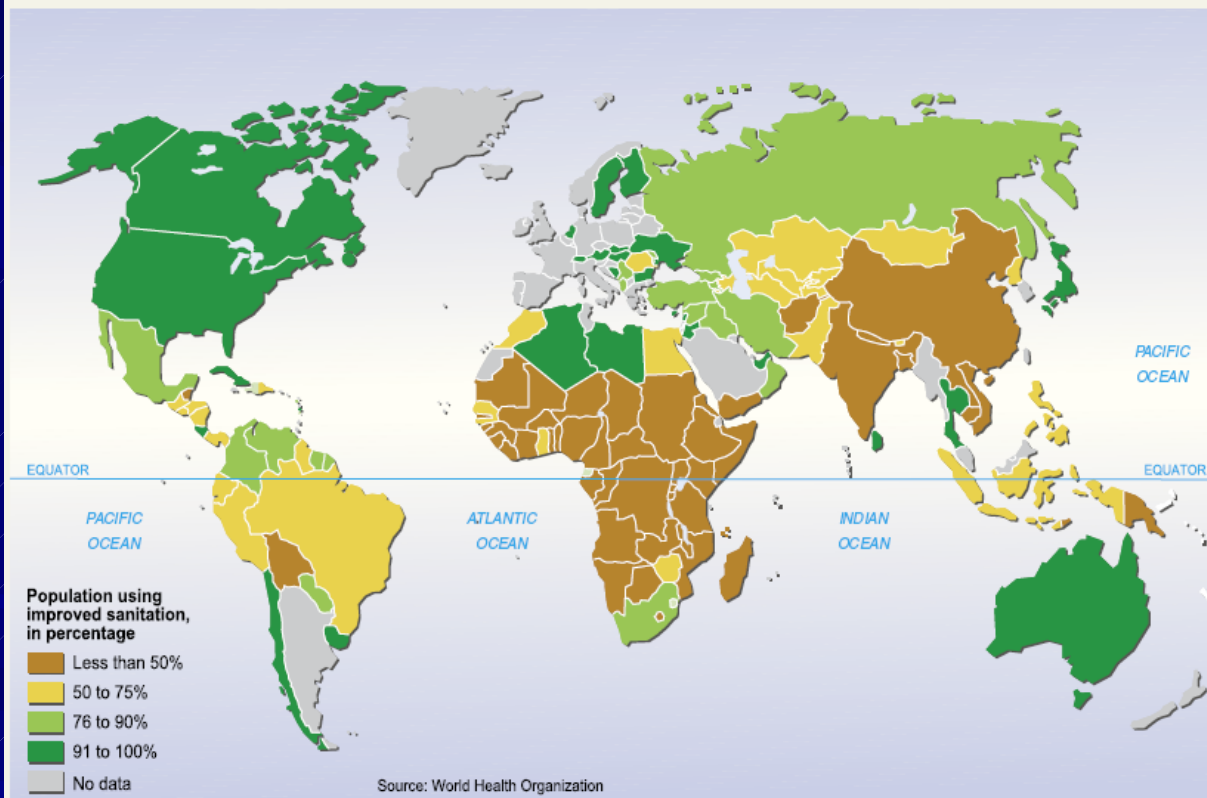 EQUATOR
EQUATOR
PACIFIC
OCEAN
PACIFIC
OCEAN
ATLANTIC
OCEAN
INDIAN
OCEAN
Population using
improved sanitation,
in percentage
Less than 50%
50 to 75%
76 to 90%
91 to 100%
No data
Source: World Health Organization